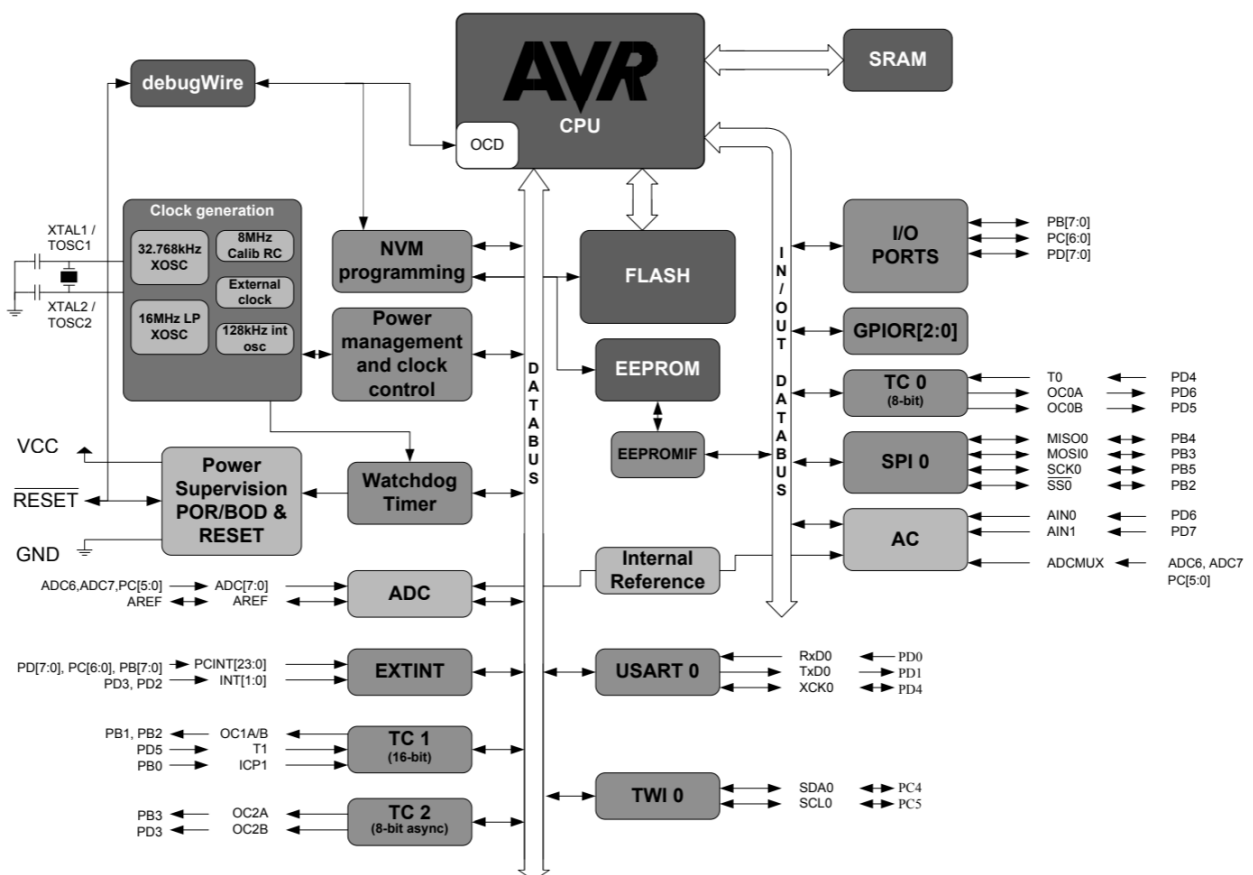 AVR
CPU
OCD
SRAM
debugWire
Clock generation
32.768kHz
XOSC
8MHz
Calib RC
External
clock
16MHz LP
XOSC
128kHz int
osc
XTAL1 /
TOSC1
XTAL2 /
TOSC2
NVM
programming
FLASH
Power
management
and clock
control
EEPROM
EEPROMIF
DATABUS
IN/OUT DATABUS
I/O
PORTS
PB[7:0]
PC[6:0]
PD[7:0]
GPIOR[2:0]
TC 0
(8-bit)
T0 PD4
OC0A PD6
OC0B PD5
SPI 0
MISO0 PB4
MOSI0 PB3
SCK0 PB5
SS0 PB2
AC
AIN0 PD6
AIN1 PD7
ADCMUX ADC6, ADC7
PC[5:0]
VCC
RESET
GND
Power
Supervision
POR/BOD &
RESET
Watchdog
Timer
Internal
Reference
ADC6,ADC7,PC[5:0] ADC[7:0]
AREF AREF
ADC
PD[7:0], PC[6:0], PB[7:0] PCINT[23:0]
PD3, PD2 INT[1:0]
EXTINT
USART 0
RxD0 PD0
TxD0 PD1
XCK0 PD4
PB1, PB2 OC1A/B
PD5 T1
PB0 ICP1
TC 1
(16-bit)
TWI 0
SDA0 PC4
SCL0 PC5
PB3 OC2A
PD3 OC2B
TC 2
(8-bit async)